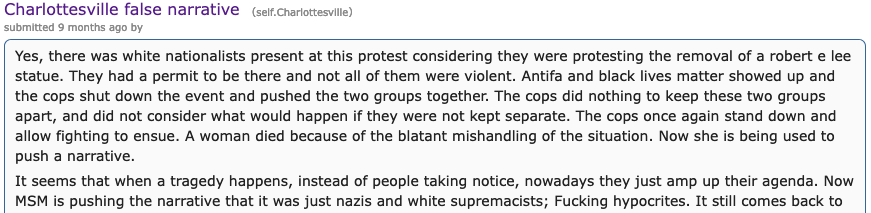 Charlottesville false narrative (self.Charlottesville)
submitted 9 months ago by
Yes, there was white nationalists present at this protest considering they were protesting the removal of a robert e lee
statue. They had a permit to be there and not all of them were violent. Antifa and black lives matter showed up and
the cops shut down the event and pushed the two groups together. The cops did nothing to keep these two groups
apart, and did not consider what would happen if they were not kept separate. The cops once again stand down and
allow fighting to ensue. A woman died because of the blatant mishandling of the situation. Now she is being used to
push a narrative.
It seems that when a tragedy happens, instead of people taking notice, nowadays they just amp up their agenda. Now
MSM is pushing the narrative that it was just nazis and white supremacists; Fucking hypocrites. It still comes back to